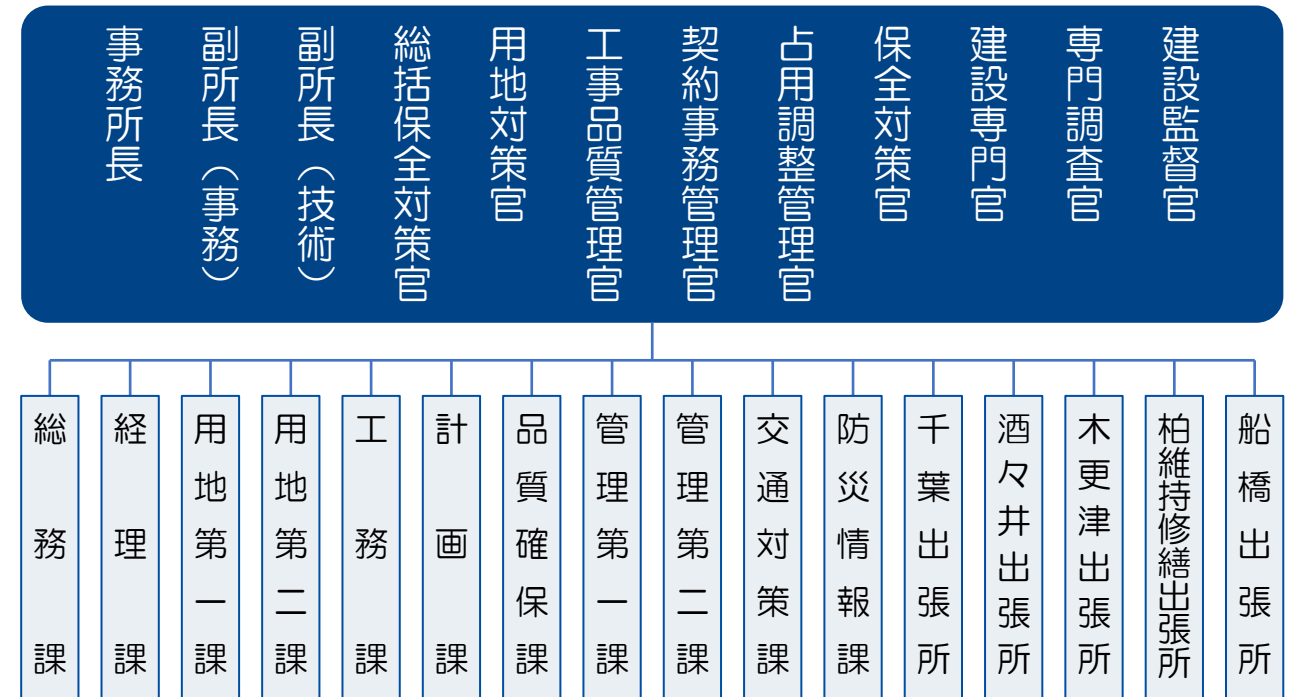 事務所長
副所長（事務）
副所長（技術）
総括保全対策官
用地対策官
工事品質管理官
契約事務管理官
占用調整管理官
保全対策官
建設専門官
専門調査官
建設監督官
総務課
経理課
用地第一課
用地第二課
工務課
計画課
品質確保課
管理第一課
管理第二課
交通対策課
防災情報課
千葉出張所
酒々井出張所
木更津出張所
柏維持修繕出張所
船橋出張所